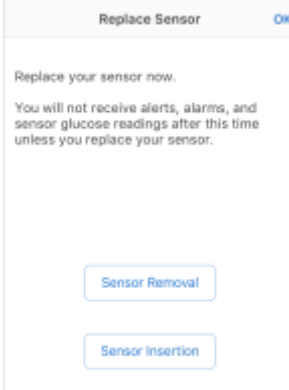 Replace Sensor
OK
Replace your sensor now.
You will not receive alerts, alarms, and
sensor glucose readings after this time
unless you replace your sensor.
Sensor Removal
Sensor Insertion